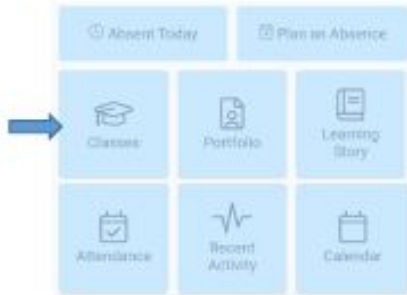 Absent Today
Plan an Absence
Classes
Portfolio
Learning
Story
Attendance
Recent
Activity
Calendar